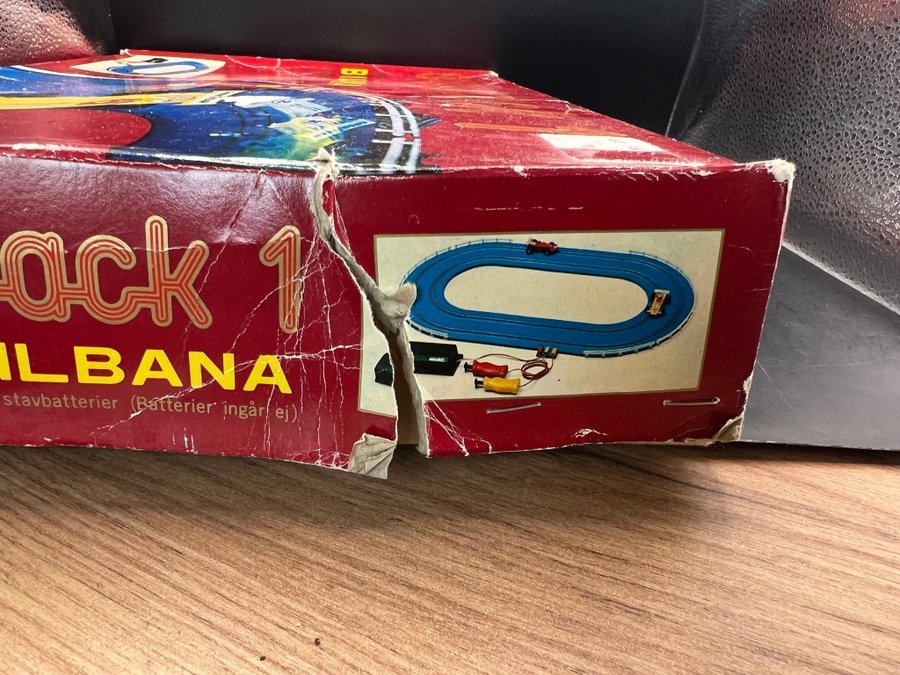 ack 1
ILBANA
stavbatterier (Batterier ingår ej)